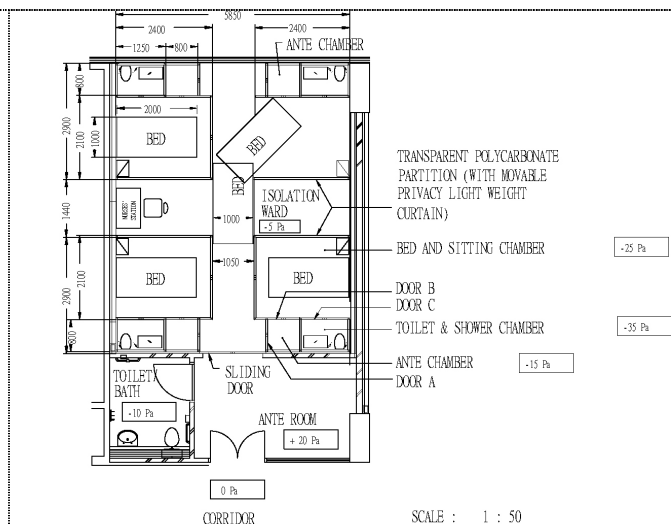 5850
2400
2400
1250
800
ANTE CHAMBER
800
2900
2100
1000
2000
BED
BED
BED
TRANSPARENT POLYCARBONATE
PARTITION (WITH MOVABLE
PRIVACY LIGHT WEIGHT
CURTAIN)
1440
NURSES'
STATION
1000
ISOLATION
WARD
-5 Pa
BED AND SITTING CHAMBER
-25 Pa
1050
2900
2100
BED
BED
DOOR B
DOOR C
TOILET & SHOWER CHAMBER
-35 Pa
800
ANTE CHAMBER
-15 Pa
DOOR A
SLIDING
DOOR
TOILET/
BATH
-10 Pa
ANTE ROOM
+ 20 Pa
0 Pa
CORRIDOR
SCALE : 1 : 50